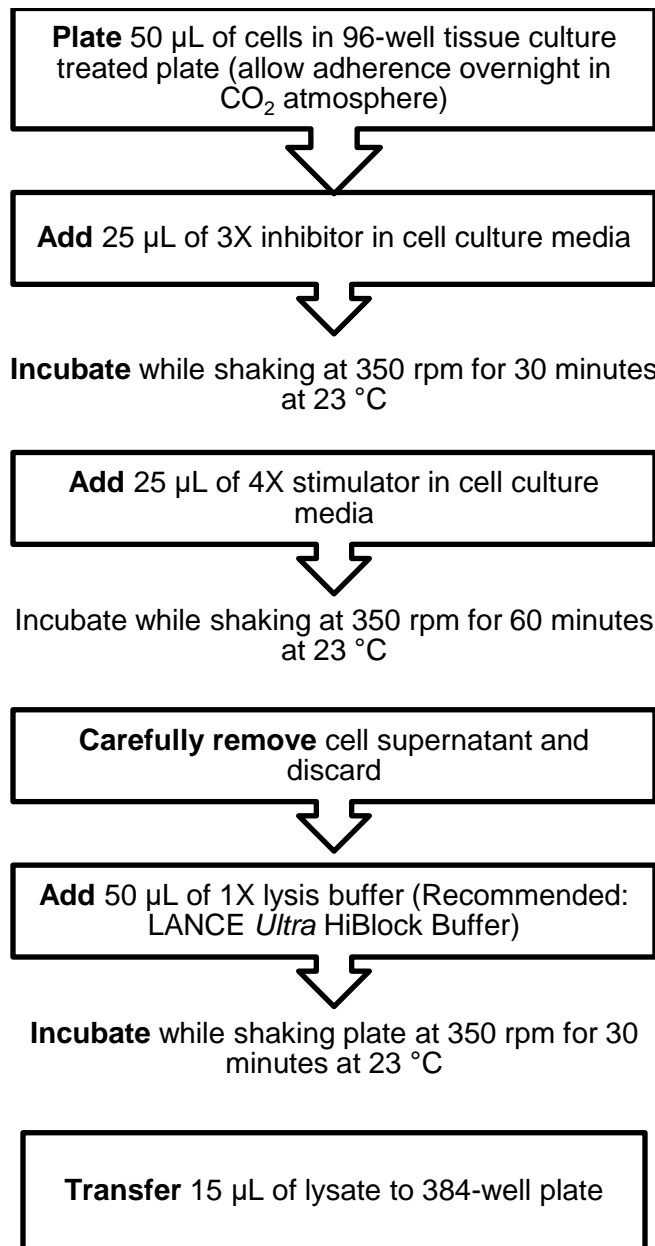 Plate 50 µL of cells in 96-well tissue culture
treated plate (allow adherence overnight in
CO₂ atmosphere)
Add 25 µL of 3X inhibitor in cell culture media
Incubate while shaking at 350 rpm for 30 minutes
at 23 °C
Add 25 µL of 4X stimulator in cell culture
media
Incubate while shaking at 350 rpm for 60 minutes
at 23 °C
Carefully remove cell supernatant and
discard
Add 50 µL of 1X lysis buffer (Recommended:
LANCE Ultra HiBlock Buffer)
Incubate while shaking plate at 350 rpm for 30
minutes at 23 °C
Transfer 15 µL of lysate to 384-well plate